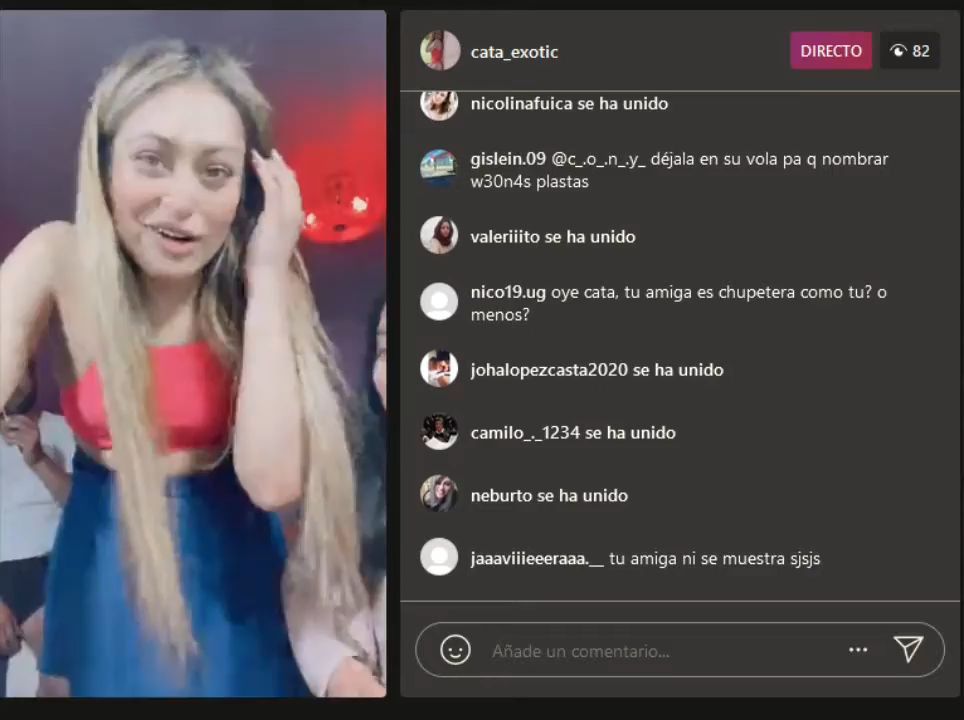 cata_exotic
DIRECTO
82
nicolinafuica se ha unido
gislein.09 @c_.o_.n_.y_ déjala en su vola pa q nombrar
w30n4s plastas
valeriiito se ha unido
nico19.ug oye cata, tu amiga es chupetera como tu? o
menos?
johalopezcasta2020 se ha unido
camilo_._1234 se ha unido
neburto se ha unido
jaaaviiieeeraaa.__ tu amiga ni se muestra sjsjs
Añade un comentario...